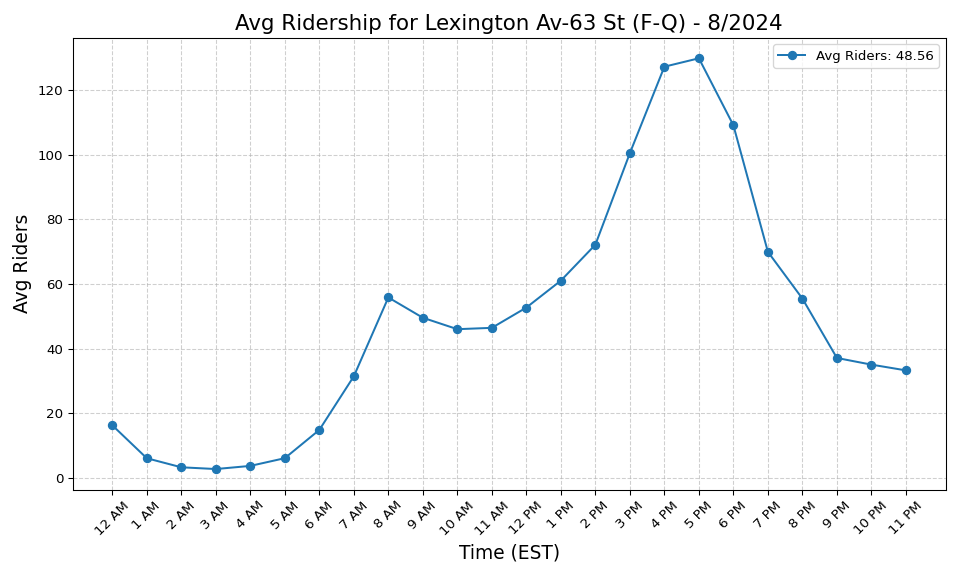 Avg Ridership for Lexington Av-63 St (F-Q) - 8/2024
Avg Riders: 48.56
Avg Riders
120
100
80
60
40
20
0
12 AM
1 AM
2 AM
3 AM
4 AM
5 AM
6 AM
7 AM
8 AM
9 AM
10 AM
11 AM
12 PM
1 PM
2 PM
3 PM
4 PM
5 PM
6 PM
7 PM
8 PM
9 PM
10 PM
11 PM
Time (EST)